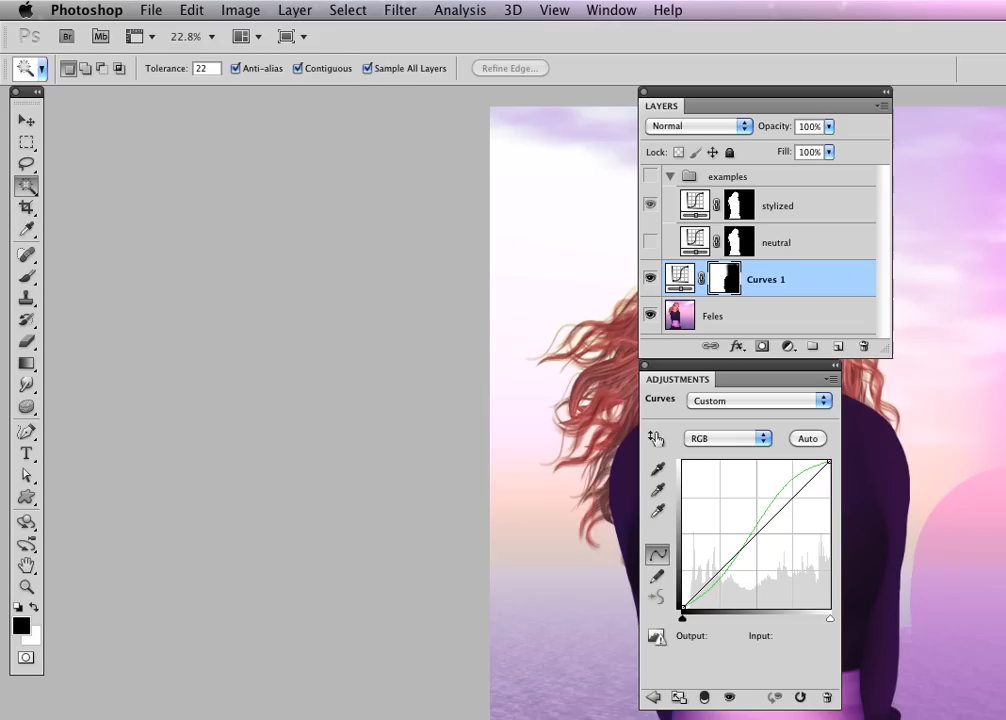 Photoshop File Edit Image Layer Select Filter Analysis 3D View Window Help
Ps Br Mb 22.8%
Tolerance: 22 Anti-alias Contiguous Sample All Layers Refine Edge...
LAYERS
Normal Opacity: 100%
Lock: Fill: 100%
examples
stylized
neutral
Curves 1
Feles
fx
ADJUSTMENTS
Curves Custom
RGB Auto
T
Output: Input: